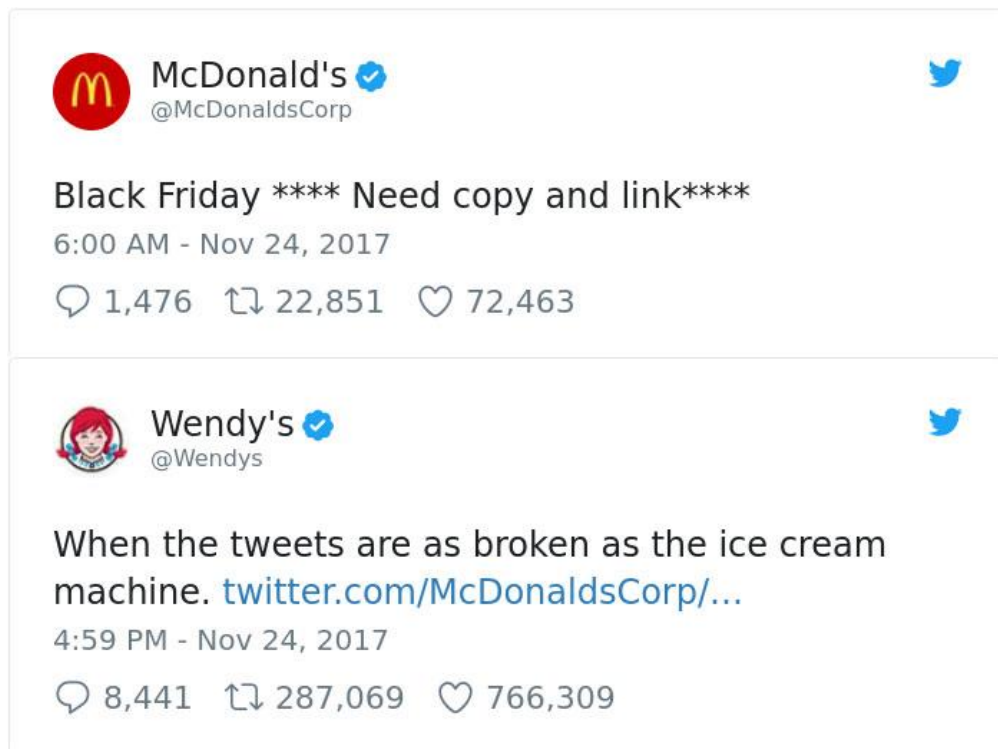 McDonald's
@McDonaldsCorp
Black Friday **** Need copy and link****
6:00 AM - Nov 24, 2017
1,476 22,851 72,463
Wendy's
@Wendys
When the tweets are as broken as the ice cream
machine. twitter.com/McDonaldsCorp/...
4:59 PM - Nov 24, 2017
8,441 287,069 766,309